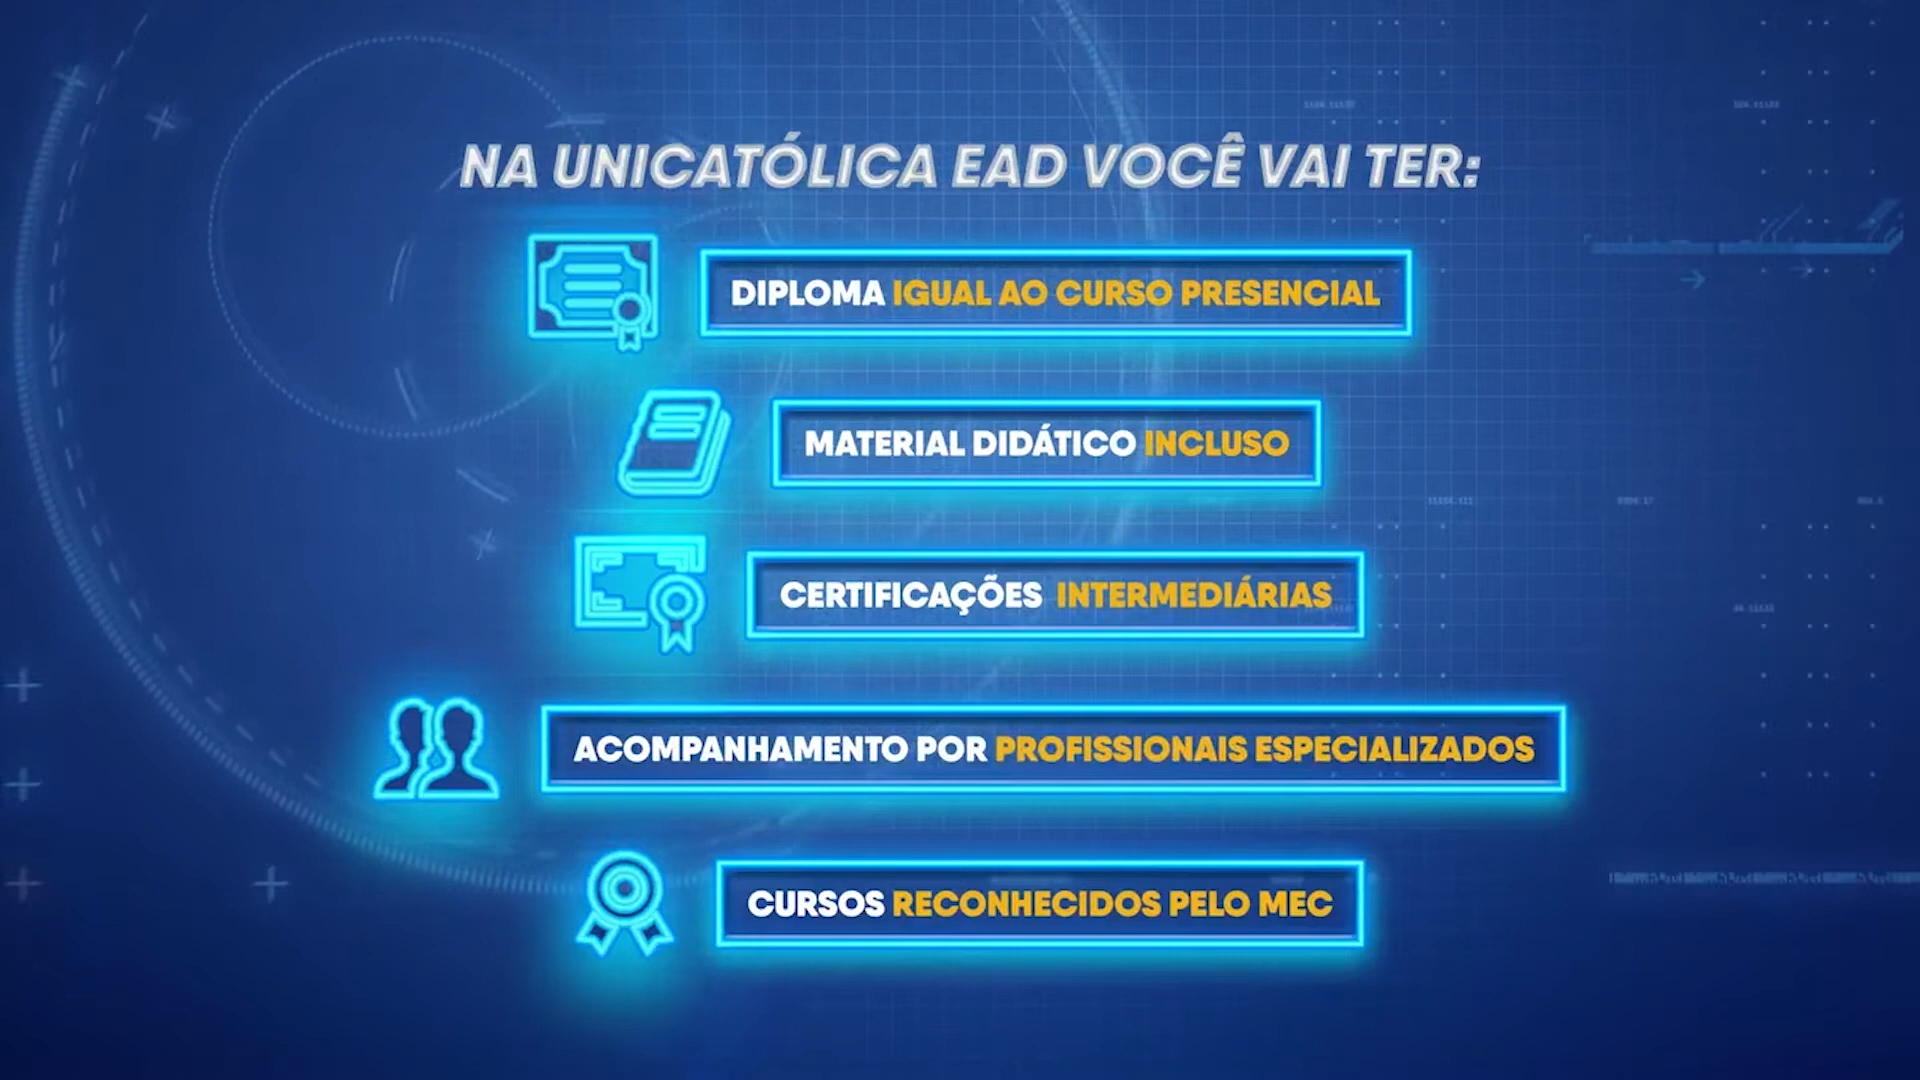 NA UNICATÓLICA EAD VOCÊ VAI TER:
DIPLOMA IGUAL AO CURSO PRESENCIAL
MATERIAL DIDÁTICO INCLUSO
CERTIFICAÇÕES INTERMEDIÁRIAS
ACOMPANHAMENTO POR PROFISSIONAIS ESPECIALIZADOS
CURSOS RECONHECIDOS PELO MEC